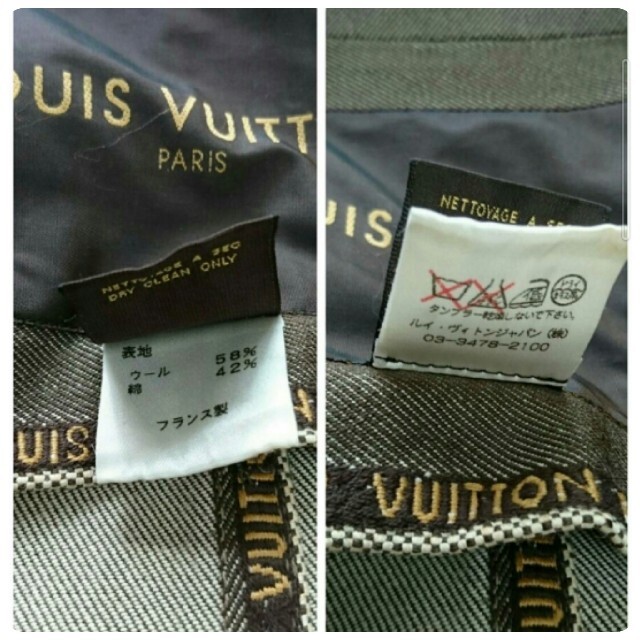 OUIS VUITT
PARIS
NETTOYAGE A SEC
DRY CLEAN ONLY
表地
ウール 58%
綿 42%
フランス製
UIS
VUITTON
UIS
NETTOYAGE A SE
タンブラー乾燥しないで下さい。
ルイ・ヴィトンジャパン(株)
03-3478-2100
VUITTON
VUITTON